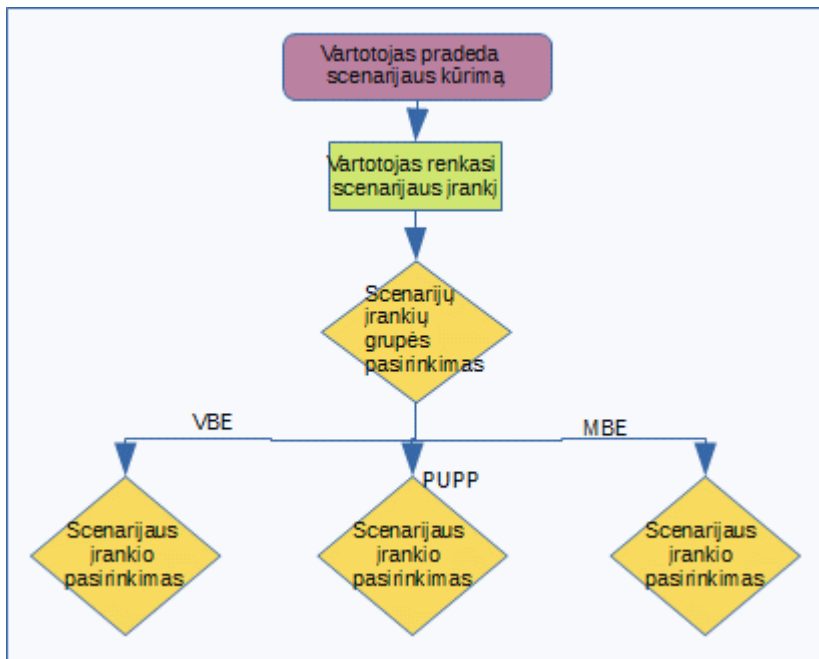 Vartotojas pradeda
scenarijaus kūrimą
Vartotojas renkasi
scenarijaus įrankį
Scenarijų
įrankių
grupės
pasirinkimas
VBE
PUPP
MBE
Scenarijaus
įrankio
pasirinkimas
Scenarijaus
įrankio
pasirinkimas
Scenarijaus
įrankio
pasirinkimas